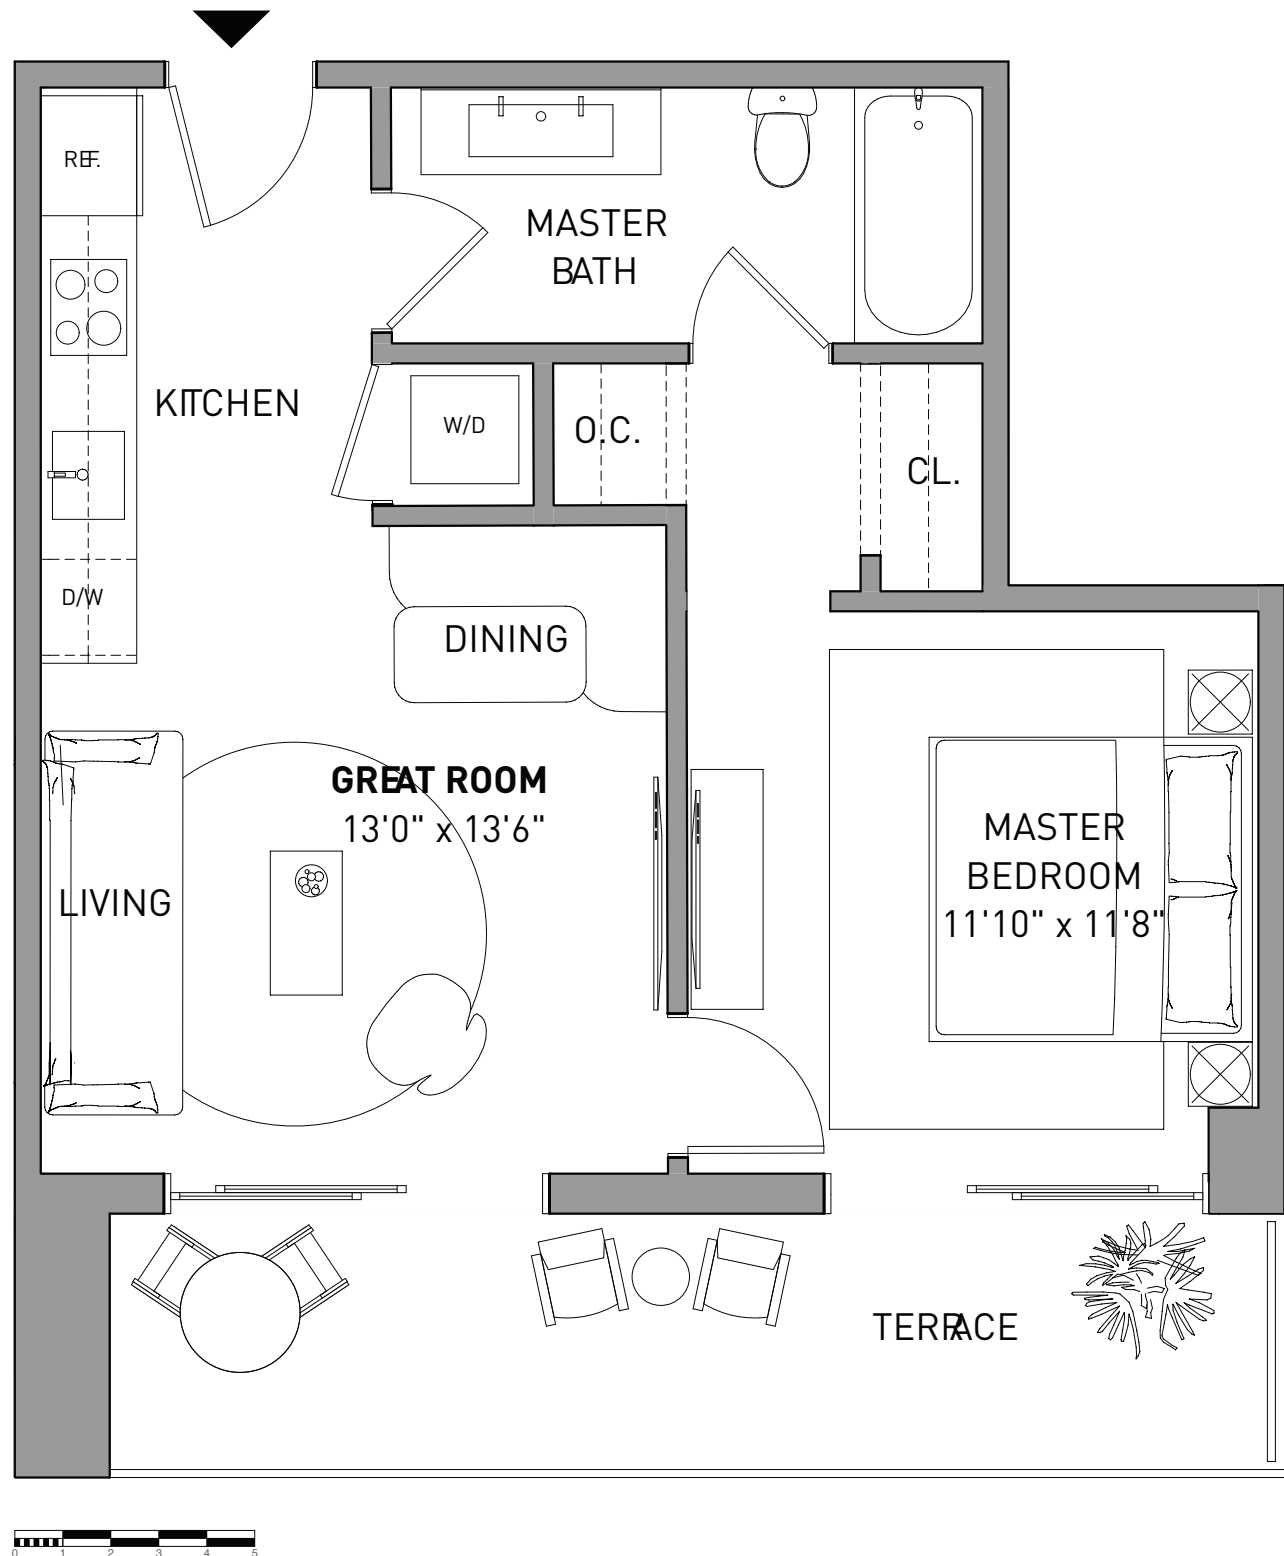 REF.
MASTER
BATH
KITCHEN
W/D
O.C.
CL.
D/W
DINING
GREAT ROOM
13'0" x 13'6"
MASTER
BEDROOM
11'10" x 11'8"
LIVING
TERRACE
0 1 2 3 4 5